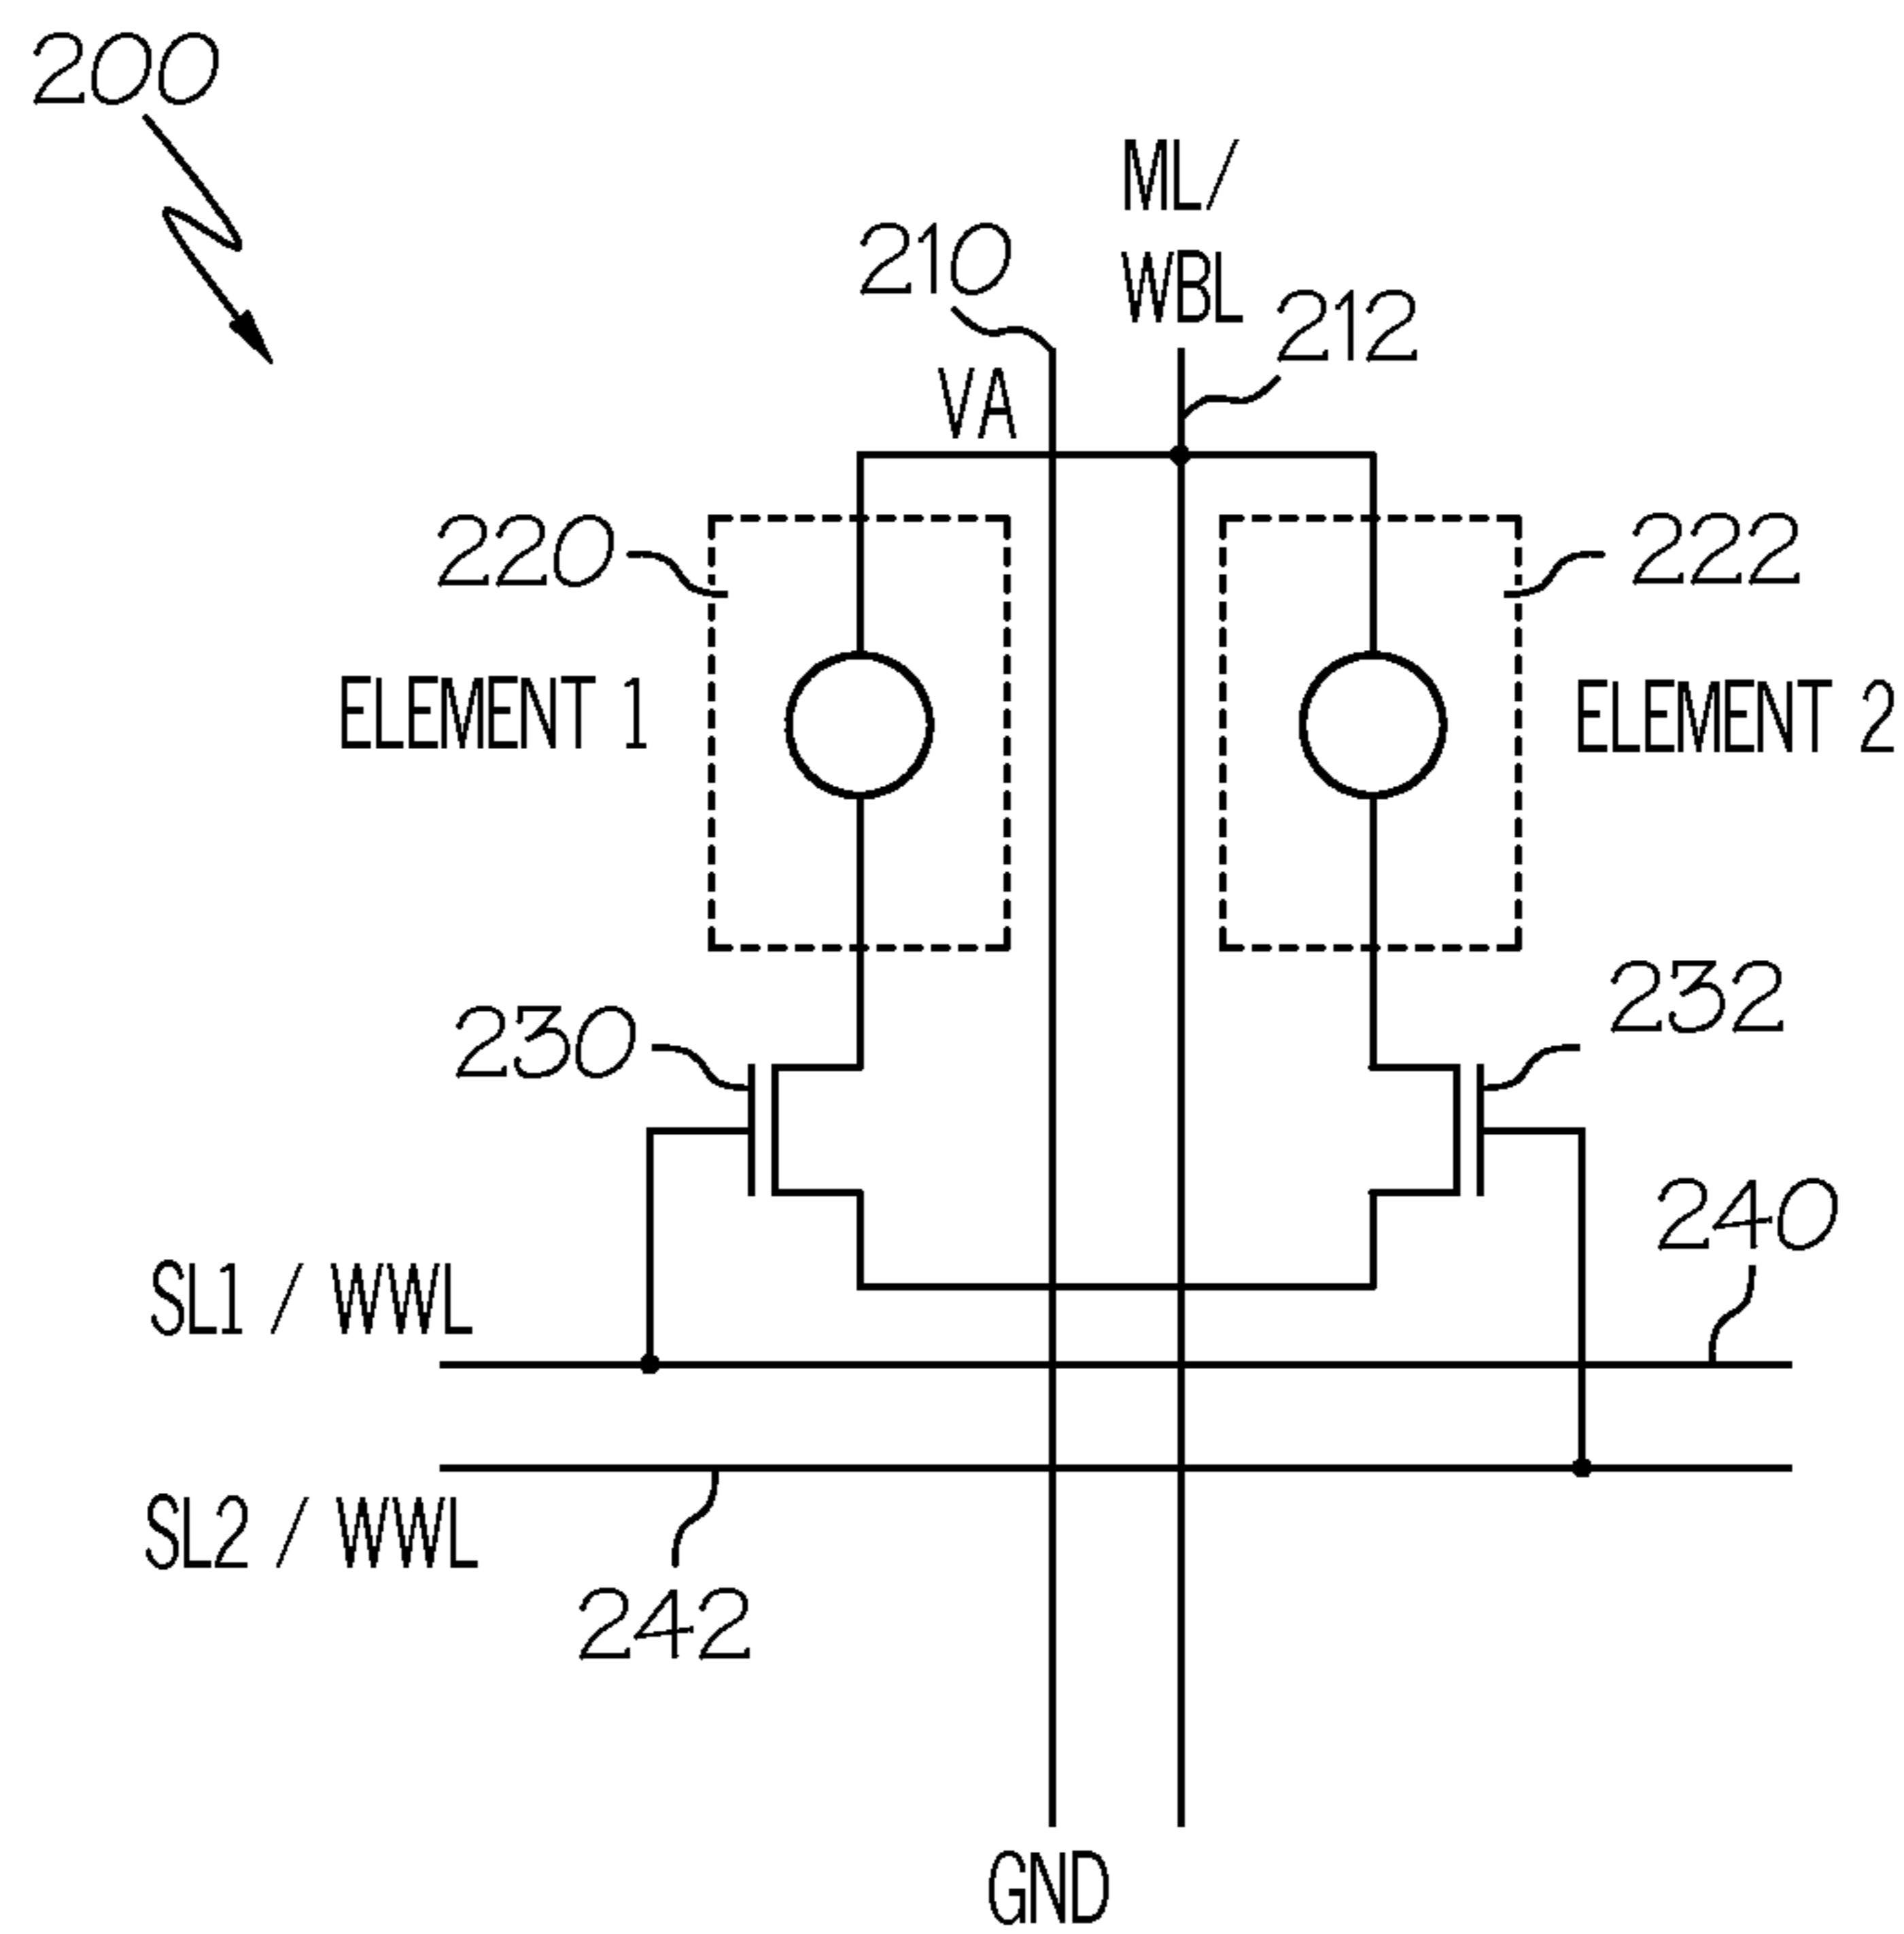 200
ML/
WBL
210
212
VA
220
222
ELEMENT 1
ELEMENT 2
230
232
240
SL1 / WWL
SL2 / WWL
242
GND